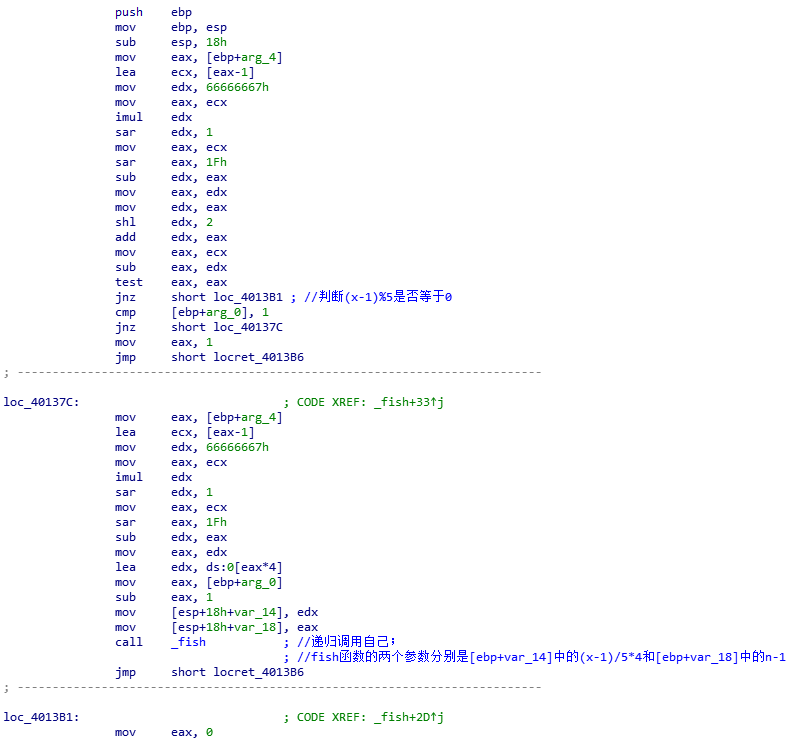 push ebp
mov ebp, esp
sub esp, 18h
mov eax, [ebp+arg_4]
lea ecx, [eax-1]
mov edx, 66666667h
mov eax, ecx
imul edx
sar edx, 1
mov eax, ecx
sar eax, 1Fh
sub edx, eax
mov eax, edx
mov edx, eax
shl edx, 2
add edx, eax
mov eax, ecx
sub eax, edx
test eax, eax
jnz short loc_4013B1 ; //判断(x-1)%5是否等于0
cmp [ebp+arg_0], 1
jnz short loc_40137C
mov eax, 1
jmp short locret_4013B6
; ---------------------------------------------------------------------------
loc_40137C: ; CODE XREF: _fish+33↑j
mov eax, [ebp+arg_4]
lea ecx, [eax-1]
mov edx, 66666667h
mov eax, ecx
imul edx
sar edx, 1
mov eax, ecx
sar eax, 1Fh
sub edx, eax
mov eax, edx
lea edx, ds:0[eax*4]
mov eax, [ebp+arg_0]
sub eax, 1
mov [esp+18h+var_14], edx
mov [esp+18h+var_18], eax
call _fish ; //递归调用自己;
; //fish函数的两个参数分别是[ebp+var_14]中的(x-1)/5*4和[ebp+var_18]中的n-1
jmp short locret_4013B6
; ---------------------------------------------------------------------------
loc_4013B1: ; CODE XREF: _fish+2D↑j
mov eax, 0